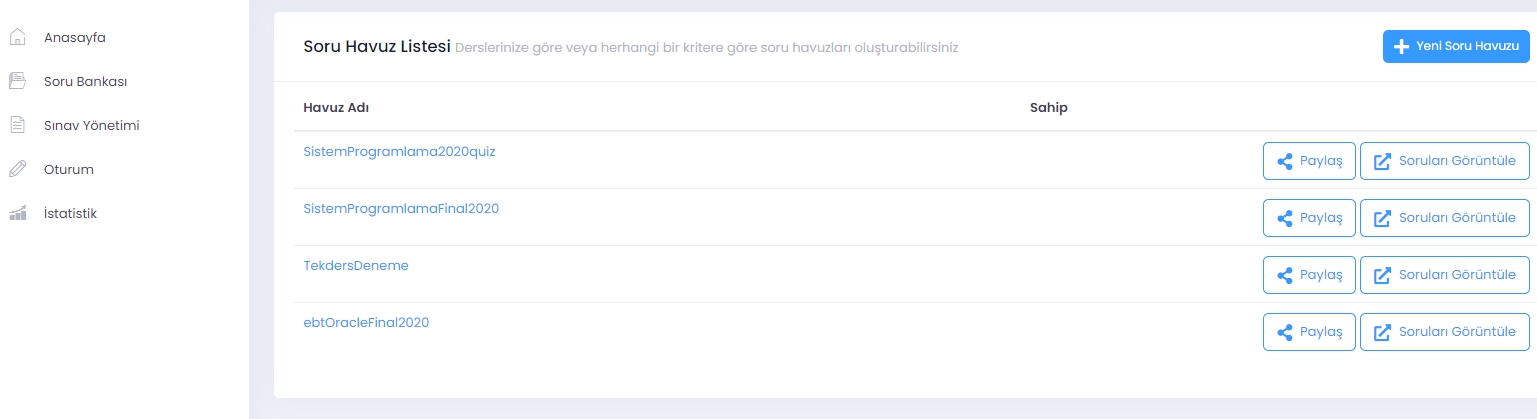 Anasayfa
Soru Bankası
Sınav Yönetimi
Oturum
İstatistik
Soru Havuz Listesi Derslerinize göre veya herhangi bir kritere göre soru havuzları oluşturabilirsiniz
Yeni Soru Havuzu
Havuz Adı Sahip
SistemProgramlama2020quiz Paylaş Soruları Görüntüle
SistemProgramlamaFinal2020 Paylaş Soruları Görüntüle
TekdersDeneme Paylaş Soruları Görüntüle
ebtOracleFinal2020 Paylaş Soruları Görüntüle